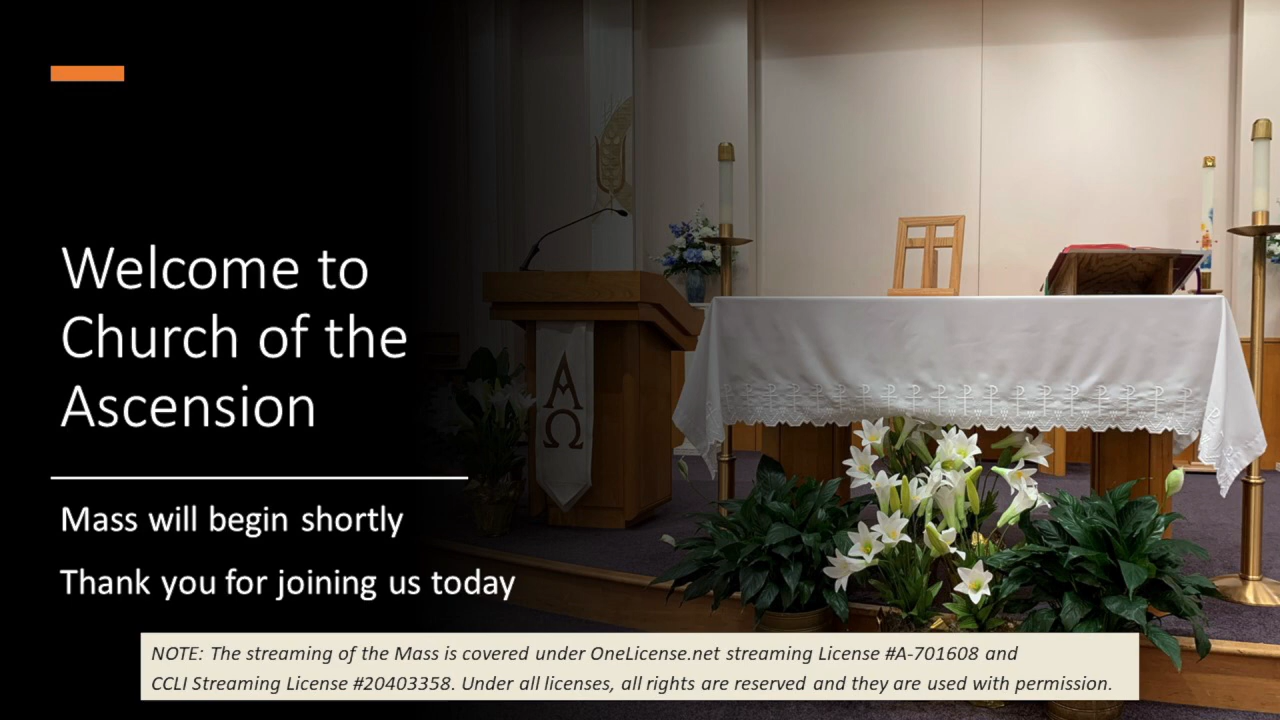 Welcome to
Church of the
Ascension
Mass will begin shortly
Thank you for joining us today
Α
Ω
NOTE: The streaming of the Mass is covered under OneLicense.net streaming License #A-701608 and
CCLI Streaming License #20403358. Under all licenses, all rights are reserved and they are used with permission.